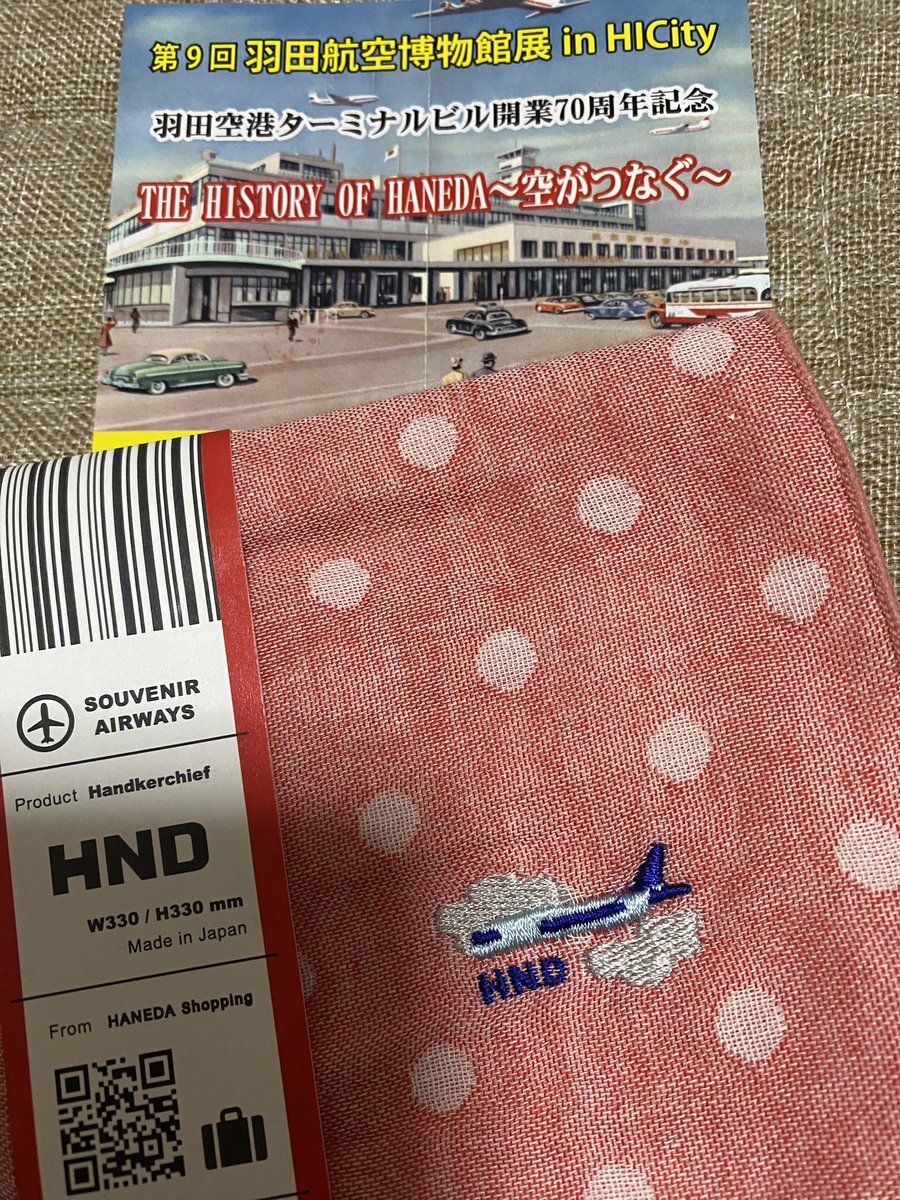 第9回 羽田航空博物館展 in HICity
羽田空港ターミナルビル開業70周年記念
THE HISTORY OF HANEDA～空がつなぐ～
SOUVENIR
AIRWAYS
Product Handkerchief
HND
W330 / H330 mm
Made in Japan
From HANEDA Shopping
HND